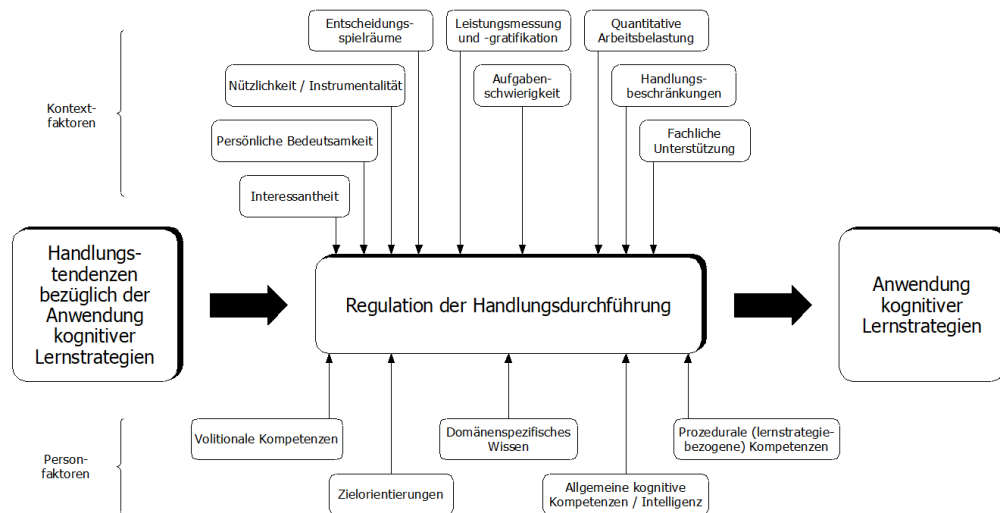 Entscheidungs-
spielräume
Leistungsmessung
und -gratifikation
Quantitative
Arbeitsbelastung
Nützlichkeit / Instrumentalität
Aufgaben-
schwierigkeit
Handlungs-
beschränkungen
Kontext-
faktoren
Persönliche Bedeutsamkeit
Fachliche
Unterstützung
Interessantheit
Handlungs-
tendenzen
bezüglich der
Anwendung
kognitiver
Lernstrategien
Regulation der Handlungsdurchführung
Anwendung
kognitiver
Lernstrategien
Volitionale Kompetenzen
Domänenspezifisches
Wissen
Prozedurale (lernstrategie-
bezogene) Kompetenzen
Person-
faktoren
Zielorientierungen
Allgemeine kognitive
Kompetenzen / Intelligenz